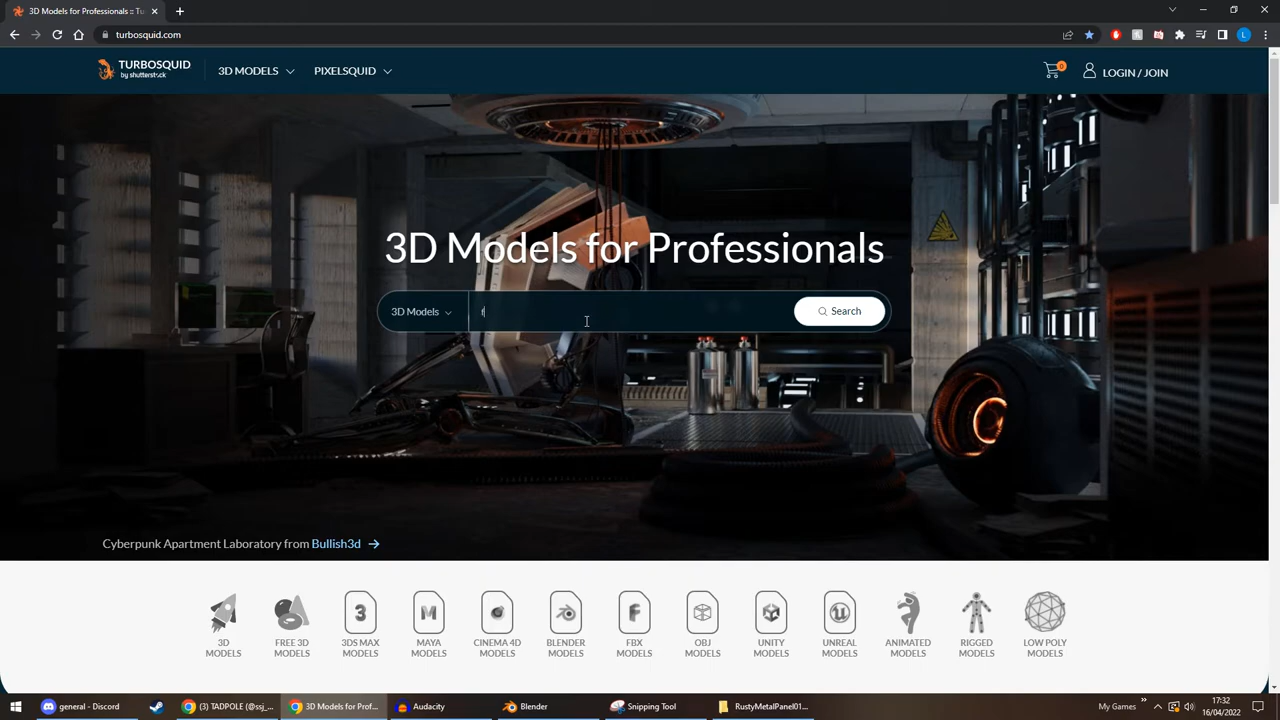 3D Models for Professionals :: Tu
turbosquid.com
L
TURBOSQUID
by shutterstock
3D MODELS
PIXELSQUID
0
LOGIN / JOIN
3D Models for Professionals
3D Models
Search
Cyberpunk Apartment Laboratory from Bullish3d
3
M
F
3D MODELS
FREE 3D MODELS
3DS MAX MODELS
MAYA MODELS
CINEMA 4D MODELS
BLENDER MODELS
FBX MODELS
OBJ MODELS
UNITY MODELS
UNREAL MODELS
ANIMATED MODELS
RIGGED MODELS
LOW POLY MODELS
general - Discord
(3) TADPOLE (@ssj_...
3D Models for Prof...
Audacity
Blender
Snipping Tool
RustyMetalPanel01...
My Games
17:32
16/04/2022